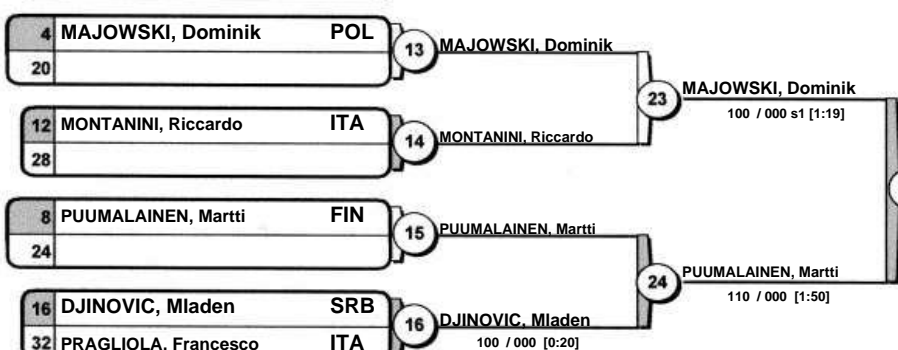 4 MAJOWSKI, Dominik POL
20
13 MAJOWSKI, Dominik
12 MONTANINI, Riccardo ITA
28
14 MONTANINI, Riccardo
23 MAJOWSKI, Dominik
100 / 000 s1 [1:19]
8 PUUMALAINEN, Martti FIN
24
15 PUUMALAINEN, Martti
16 DJINOVIC, Mladen SRB
32 PRAGLIOLA, Francesco ITA
16 DJINOVIC, Mladen
100 / 000 [0:20]
24 PUUMALAINEN, Martti
110 / 000 [1:50]